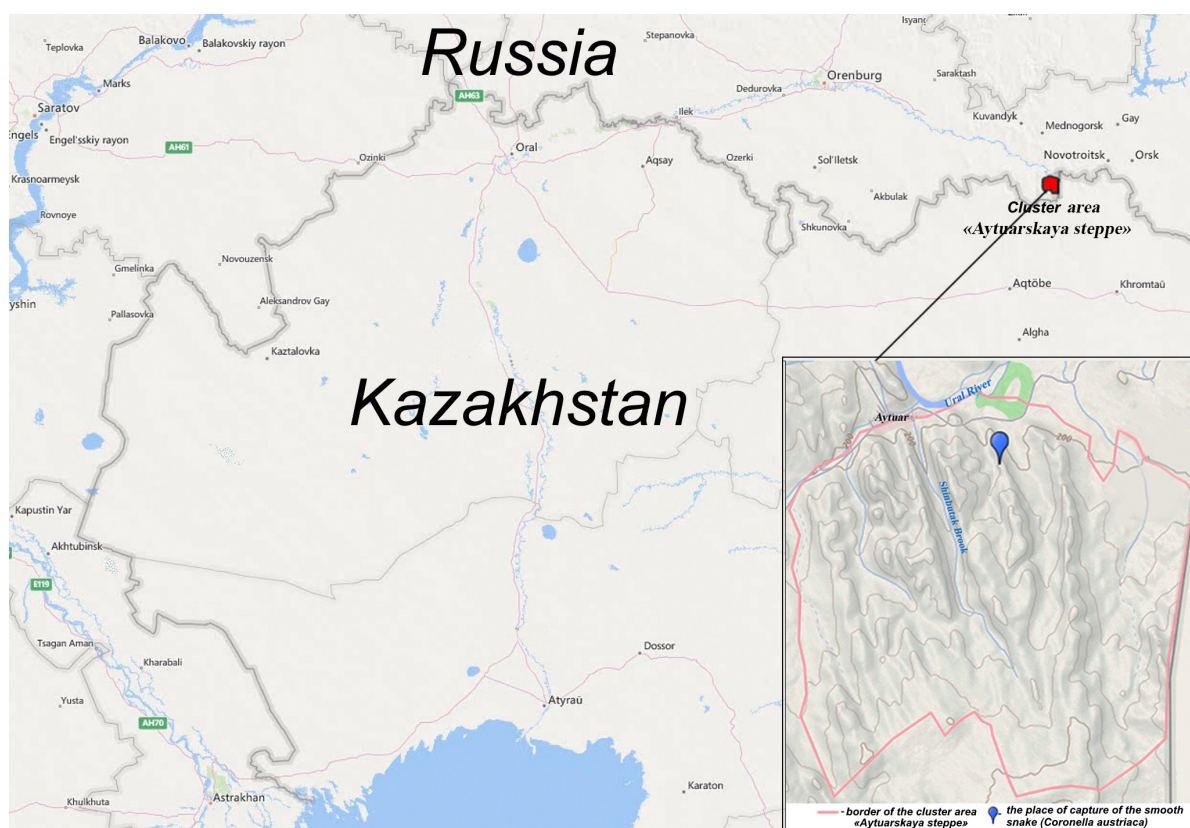 Russia
Isyang
Teplovka
Balakovo
Balakovskiy rayon
Stepanovka
Marks
AH63
Dedurovka
Orenburg
Saraktash
Saratov
Ilek
Kuvandyk
Mednogorsk
Gay
Engels
Engel'sskiy rayon
AH61
Ozinki
Oral
Aqsay
Ozerki
Sol'Iletsk
Novotroitsk
Orsk
Krasnoarmeysk
Akbulak
Rovnoye
Shkunovka
Cluster area
«Aytuarskaya steppe»
Gmelinka
Novouzensk
yshin
Pallasovka
Aleksandrov Gay
Aqtöbe
Khromtaū
Kaztalovka
Algha
Kazakhstan
Ural River
Aytuar
200
200
200
Shinbutak Brook
Kapustin Yar
Akhtubinsk
E119
Tsagan Aman
Kharabali
Dossor
Yusta
AH70
Atyraū
Karaton
Khulkhuta
Astrakhan
- border of the cluster area
«Aytuarskaya steppe»
- the place of capture of the smooth
snake (Coronella austriaca)